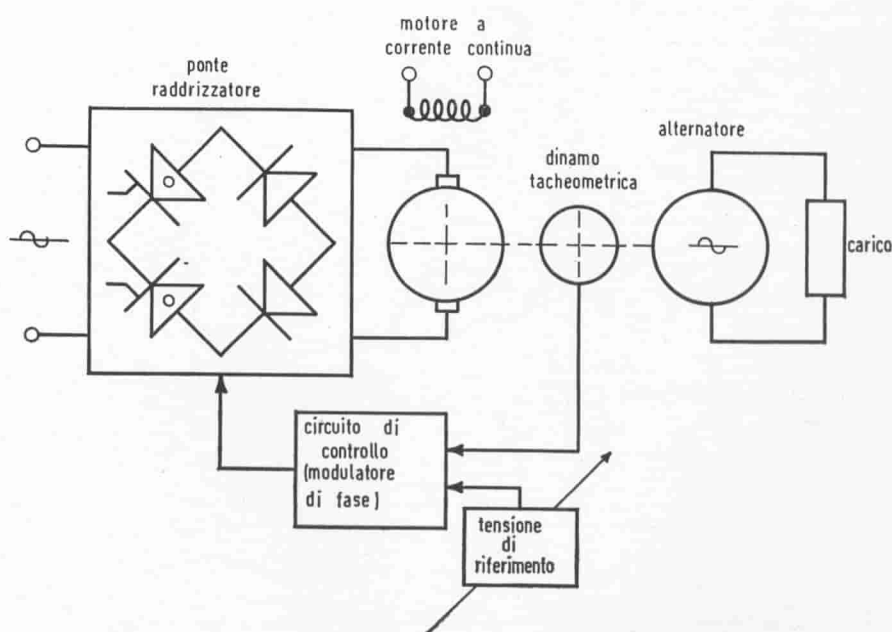 motore a
corrente continua
ponte
raddrizzatore
alternatore
dinamo
tacheometrica
carico
circuito di
controllo
(modulatore
di fase)
tensione
di
riferimento